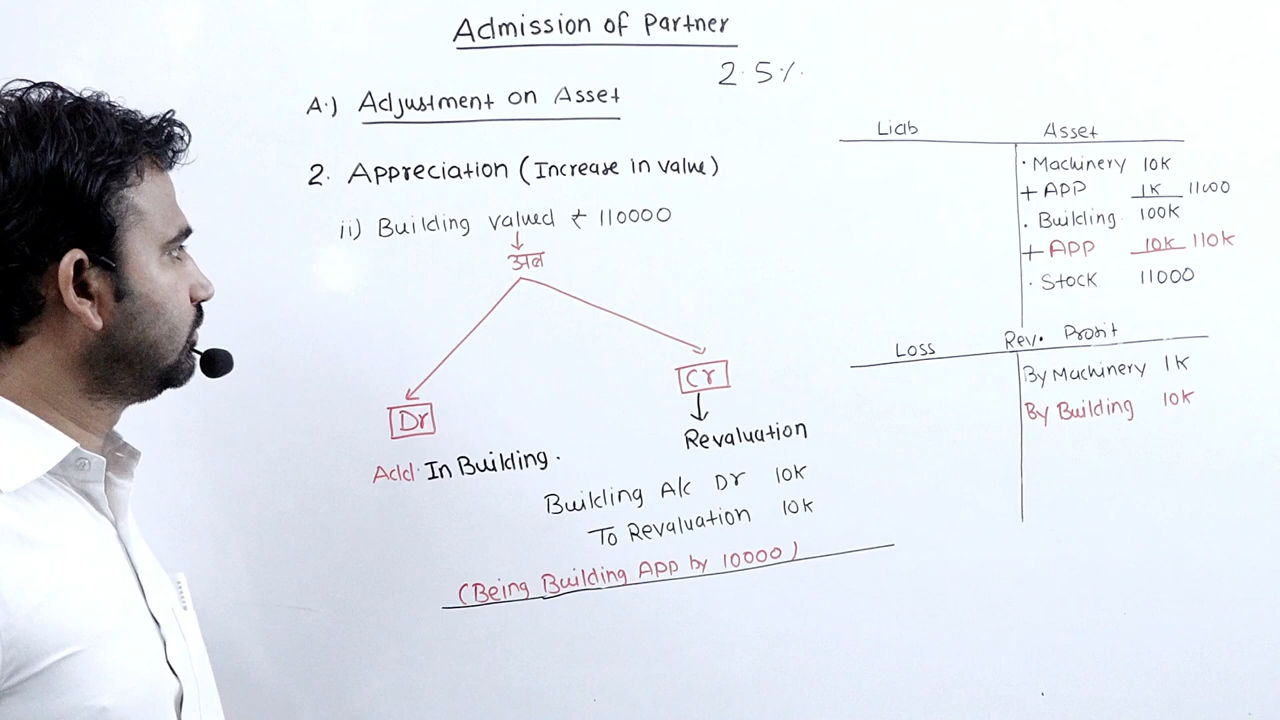 Admission of Partner
2.5%.
A.) Adjustment on Asset
2. Appreciation (Increase in value)
ii) Building valued ₹ 110000
अब
Dr
Cr
Add In Building.
Revaluation
Building A/c Dr 10K
To Revaluation 10K
(Being Building APP by 10000)
Liab Asset
· Machinery 10K
+ APP 1K 11000
. Building 100K
+ APP 10K 110K
· Stock 11000
Loss Rev. Profit
By Machinery 1K
By Building 10K